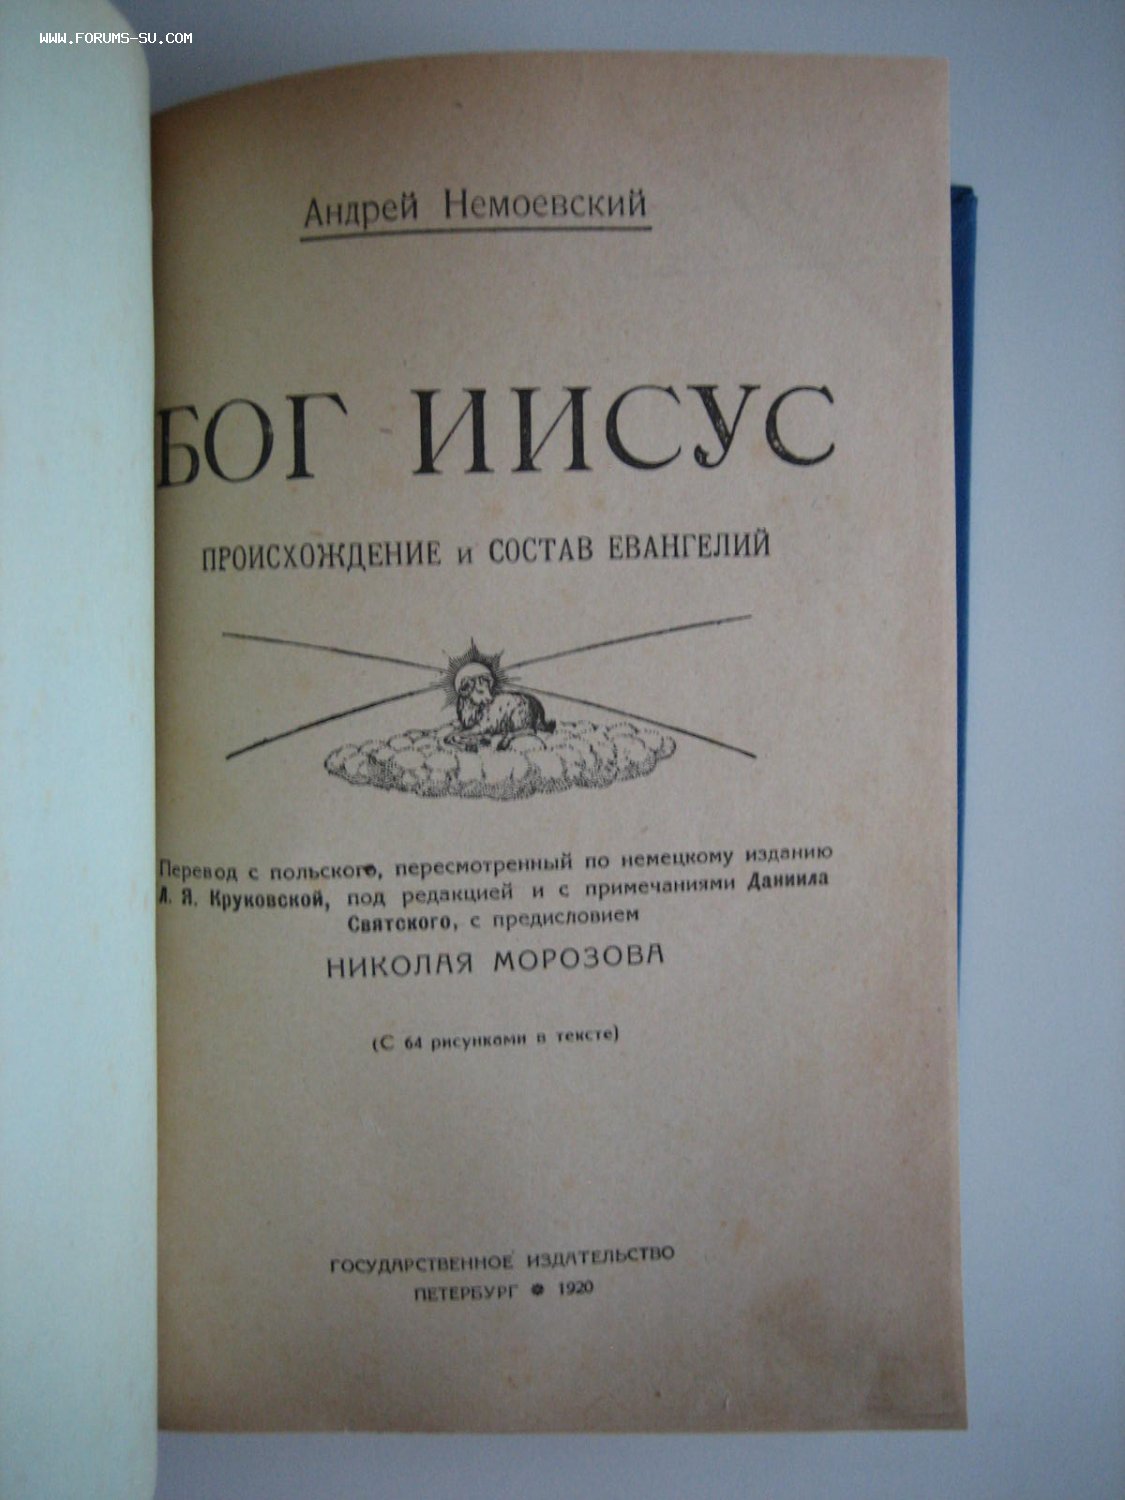 www.forums-su.com
Андрей Немоевский
БОГ ИИСУС
ПРОИСХОЖДЕНИЕ и СОСТАВ ЕВАНГЕЛИЙ
Перевод с польского, пересмотренный по немецкому изданию
Л. Я. Круковской, под редакцией и с примечаниями Даниила
Святского, с предисловием
НИКОЛАЯ МОРОЗОВА
(С 64 рисунками в тексте)
ГОСУДАРСТВЕННОЕ ИЗДАТЕЛЬСТВО
ПЕТЕРБУРГ ● 1920